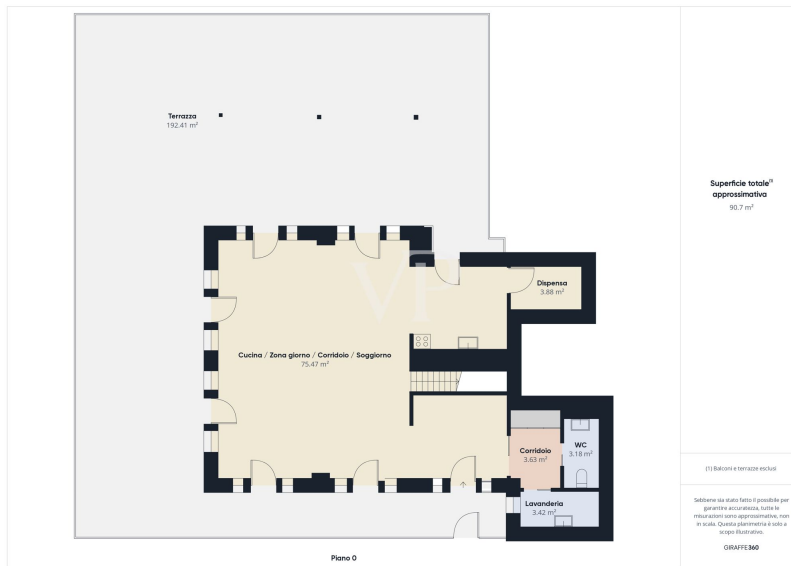 Terrazza
192.41 m²
Superficie totale⁽¹⁾
approssimativa
90.7 m²
VP
Dispensa
3.88 m²
Cucina / Zona giorno / Corridoio / Soggiorno
75.47 m²
Corridoio
3.63 m²
WC
3.18 m²
Lavanderia
3.42 m²
(1) Balconi e terrazze esclusi
Sebbene sia stato fatto il possibile per
garantire accuratezza, tutte le
misurazioni sono approssimative, non
in scala. Questa planimetria è solo a
scopo illustrativo.
GIRAFFE360
Piano 0